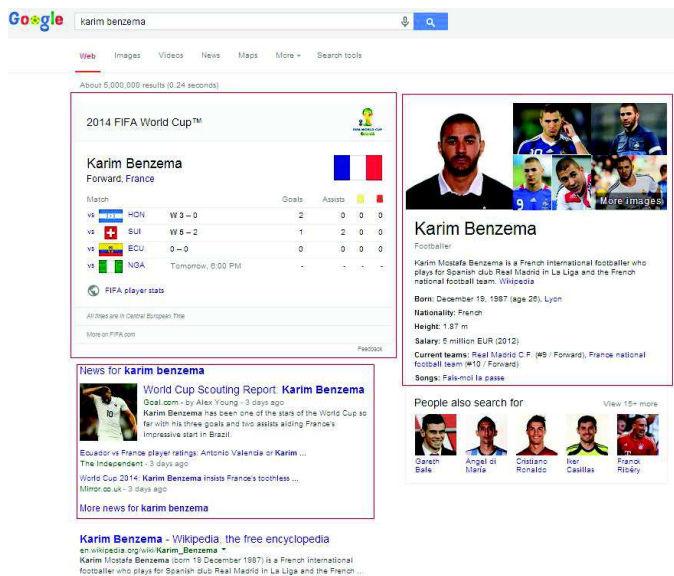 Google
karim benzema
Web Images Videos News Maps More Search tools
About 5,000,000 results (0.24 seconds)
2014 FIFA World Cup™
Karim Benzema
Forward, France
Match Goals Assists
vs HON W 3 – 0 2 0 0 0
vs SUI W 5 – 2 1 2 0 0
vs ECU 0 – 0 0 0 0 0
vs NGA Tomorrow, 6:00 PM - - - -
FIFA player stats
All times are in Central European Time
More on FIFA.com
Feedback
News for karim benzema
World Cup Scouting Report: Karim Benzema
Goal.com - by Alex Young - 3 days ago
Karim Benzema has been one of the stars of the World Cup so
far with his three goals and two assists aiding France's
impressive start in Brazil.
Ecuador vs France player ratings: Antonio Valencia or Karim ...
The Independent - 3 days ago
World Cup 2014: Karim Benzema insists France's toothless ...
Mirror.co.uk - 3 days ago
More news for karim benzema
Karim Benzema - Wikipedia, the free encyclopedia
en.wikipedia.org/wiki/Karim_Benzema
Karim Mostafa Benzema (born 19 December 1987) is a French international
footballer who plays for Spanish club Real Madrid in La Liga and the French ...
More images
Karim Benzema
Footballer
Karim Mostafa Benzema is a French international footballer who
plays for Spanish club Real Madrid in La Liga and the French
national football team. Wikipedia
Born: December 19, 1987 (age 26), Lyon
Nationality: French
Height: 1.87 m
Salary: 5 million EUR (2012)
Current teams: Real Madrid C.F. (#9 / Forward), France national
football team (#10 / Forward)
Songs: Fais-moi la passe
People also search for View 15+ more
Gareth Bale
Ángel di María
Cristiano Ronaldo
Iker Casillas
Franck Ribéry